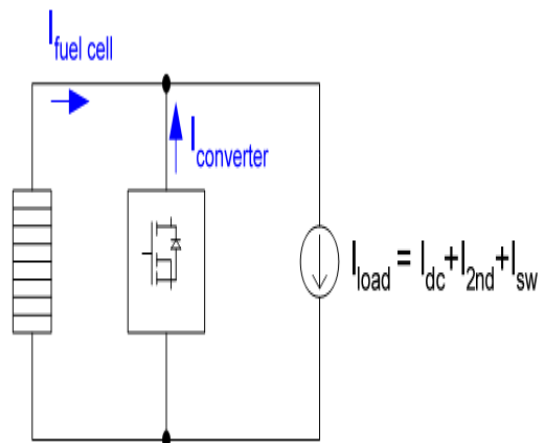 I_fuel cell
I_converter
I_load = I_dc+I_2nd+I_sw